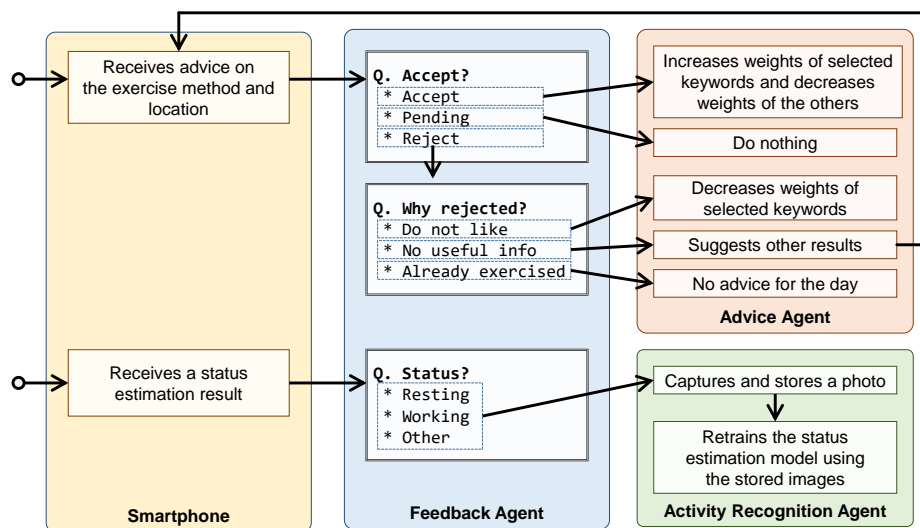 Receives advice on
the exercise method and
location
Q. Accept?
* Accept
* Pending
* Reject
Increases weights of selected
keywords and decreases
weights of the others
Do nothing
Q. Why rejected?
* Do not like
* No useful info
* Already exercised
Decreases weights of
selected keywords
Suggests other results
No advice for the day
Advice Agent
Receives a status
estimation result
Q. Status?
* Resting
* Working
* Other
Captures and stores a photo
Retrains the status
estimation model using
the stored images
Smartphone
Feedback Agent
Activity Recognition Agent